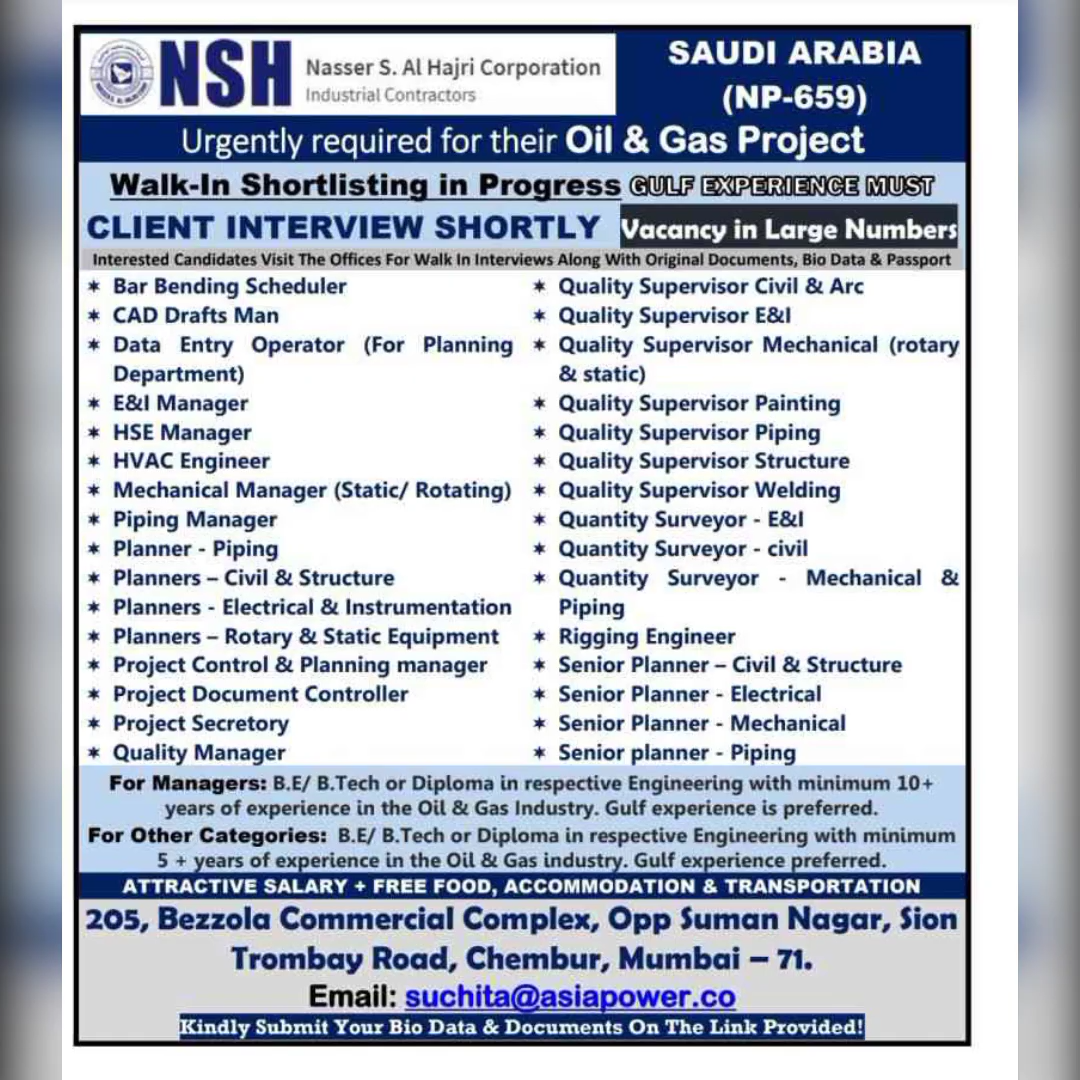 NSH
Nasser S. Al Hajri Corporation
Industrial Contractors
SAUDI ARABIA
(NP-659)
Urgently required for their Oil & Gas Project
Walk-In Shortlisting in Progress GULF EXPERIENCE MUST
CLIENT INTERVIEW SHORTLY Vacancy in Large Numbers
Interested Candidates Visit The Offices For Walk In Interviews Along With Original Documents, Bio Data & Passport
* Bar Bending Scheduler
* CAD Drafts Man
* Data Entry Operator (For Planning
Department)
* E&I Manager
* HSE Manager
* HVAC Engineer
* Mechanical Manager (Static/ Rotating)
* Piping Manager
* Planner - Piping
* Planners – Civil & Structure
* Planners - Electrical & Instrumentation
* Planners – Rotary & Static Equipment
* Project Control & Planning manager
* Project Document Controller
* Project Secretory
* Quality Manager
* Quality Supervisor Civil & Arc
* Quality Supervisor E&I
* Quality Supervisor Mechanical (rotary
& static)
* Quality Supervisor Painting
* Quality Supervisor Piping
* Quality Supervisor Structure
* Quality Supervisor Welding
* Quantity Surveyor - E&I
* Quantity Surveyor - civil
* Quantity Surveyor - Mechanical &
Piping
* Rigging Engineer
* Senior Planner – Civil & Structure
* Senior Planner - Electrical
* Senior Planner - Mechanical
* Senior planner - Piping
For Managers: B.E/ B.Tech or Diploma in respective Engineering with minimum 10+
years of experience in the Oil & Gas Industry. Gulf experience is preferred.
For Other Categories: B.E/ B.Tech or Diploma in respective Engineering with minimum
5 + years of experience in the Oil & Gas industry. Gulf experience preferred.
ATTRACTIVE SALARY + FREE FOOD, ACCOMMODATION & TRANSPORTATION
205, Bezzola Commercial Complex, Opp Suman Nagar, Sion
Trombay Road, Chembur, Mumbai – 71.
Email: suchita@asiapower.co
Kindly Submit Your Bio Data & Documents On The Link Provided!